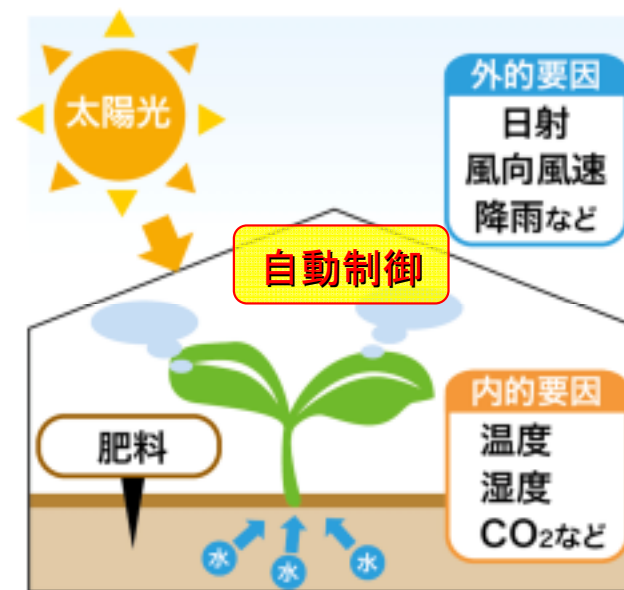 太陽光
外的要因
日射
風向風速
降雨など
自動制御
内的要因
温度
湿度
CO₂など
肥料
水
水
水